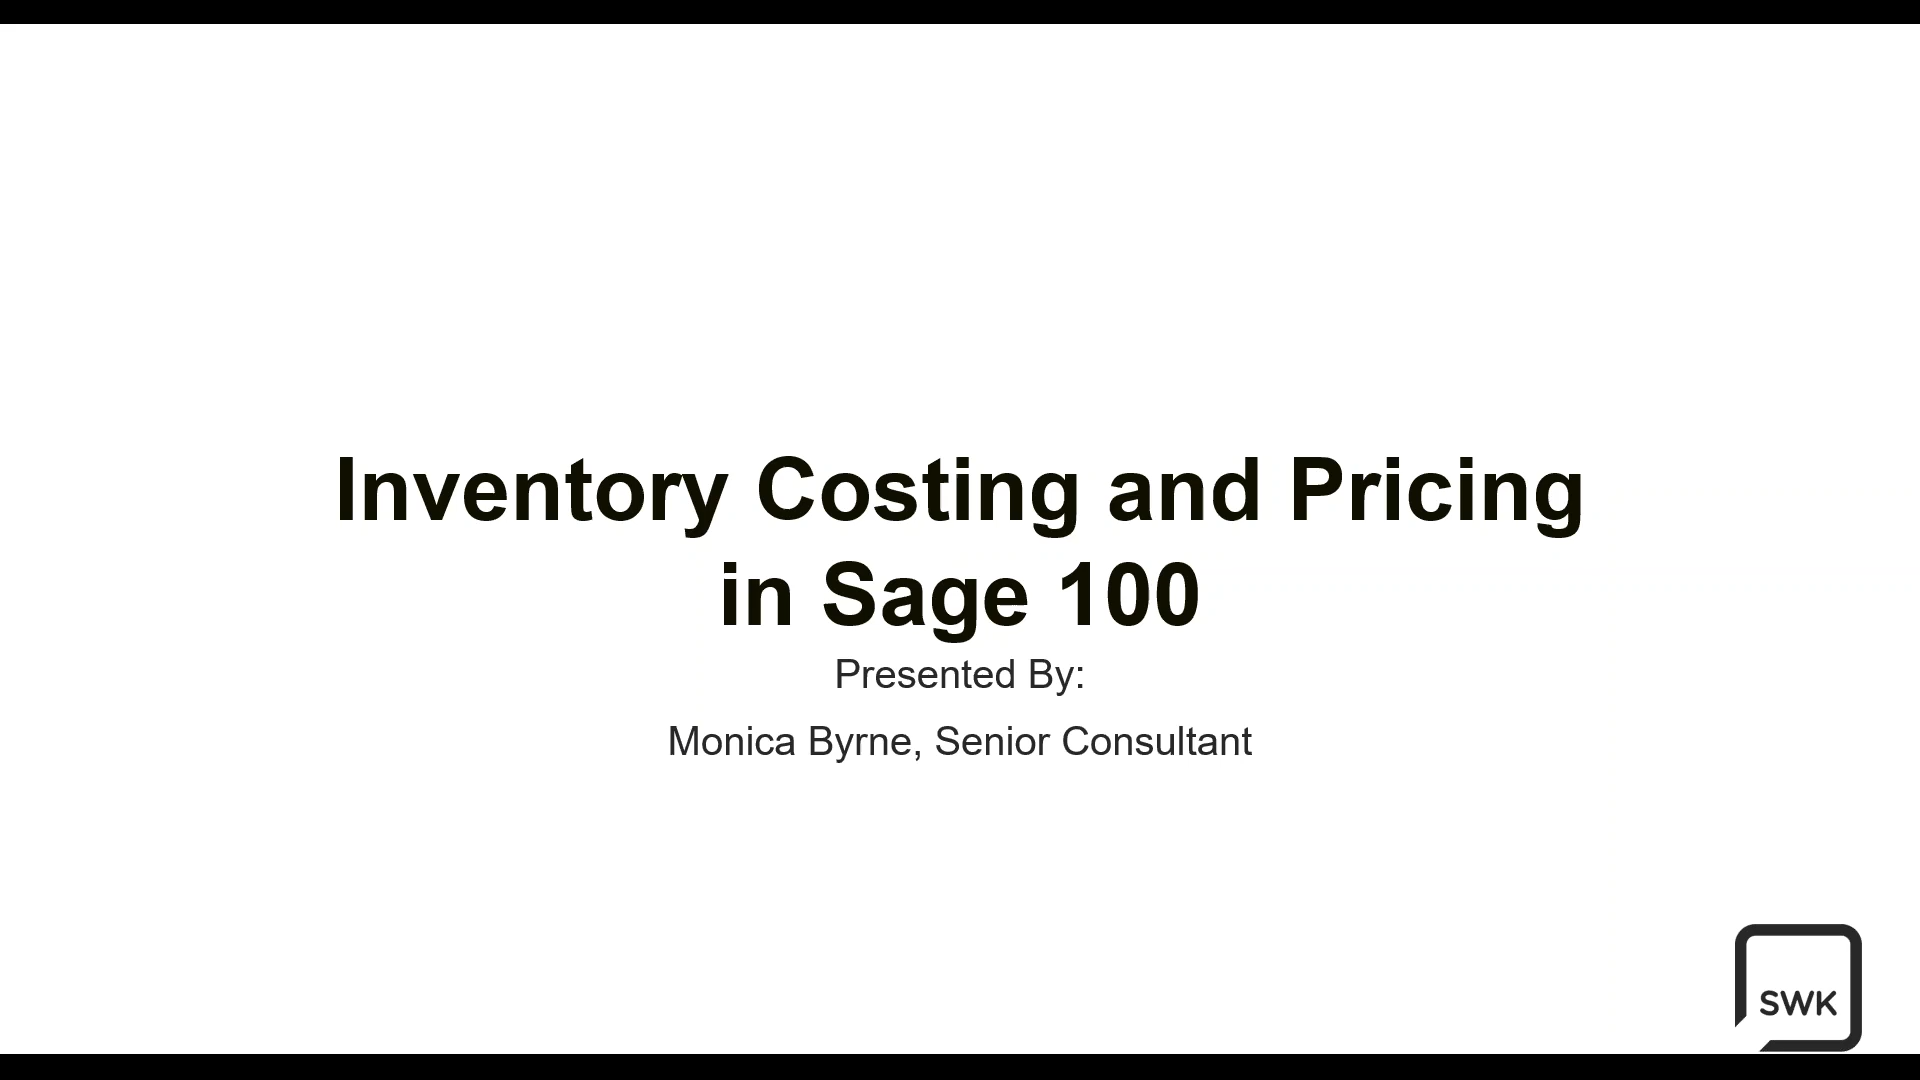 Inventory Costing and Pricing
in Sage 100
Presented By:
Monica Byrne, Senior Consultant
SWK